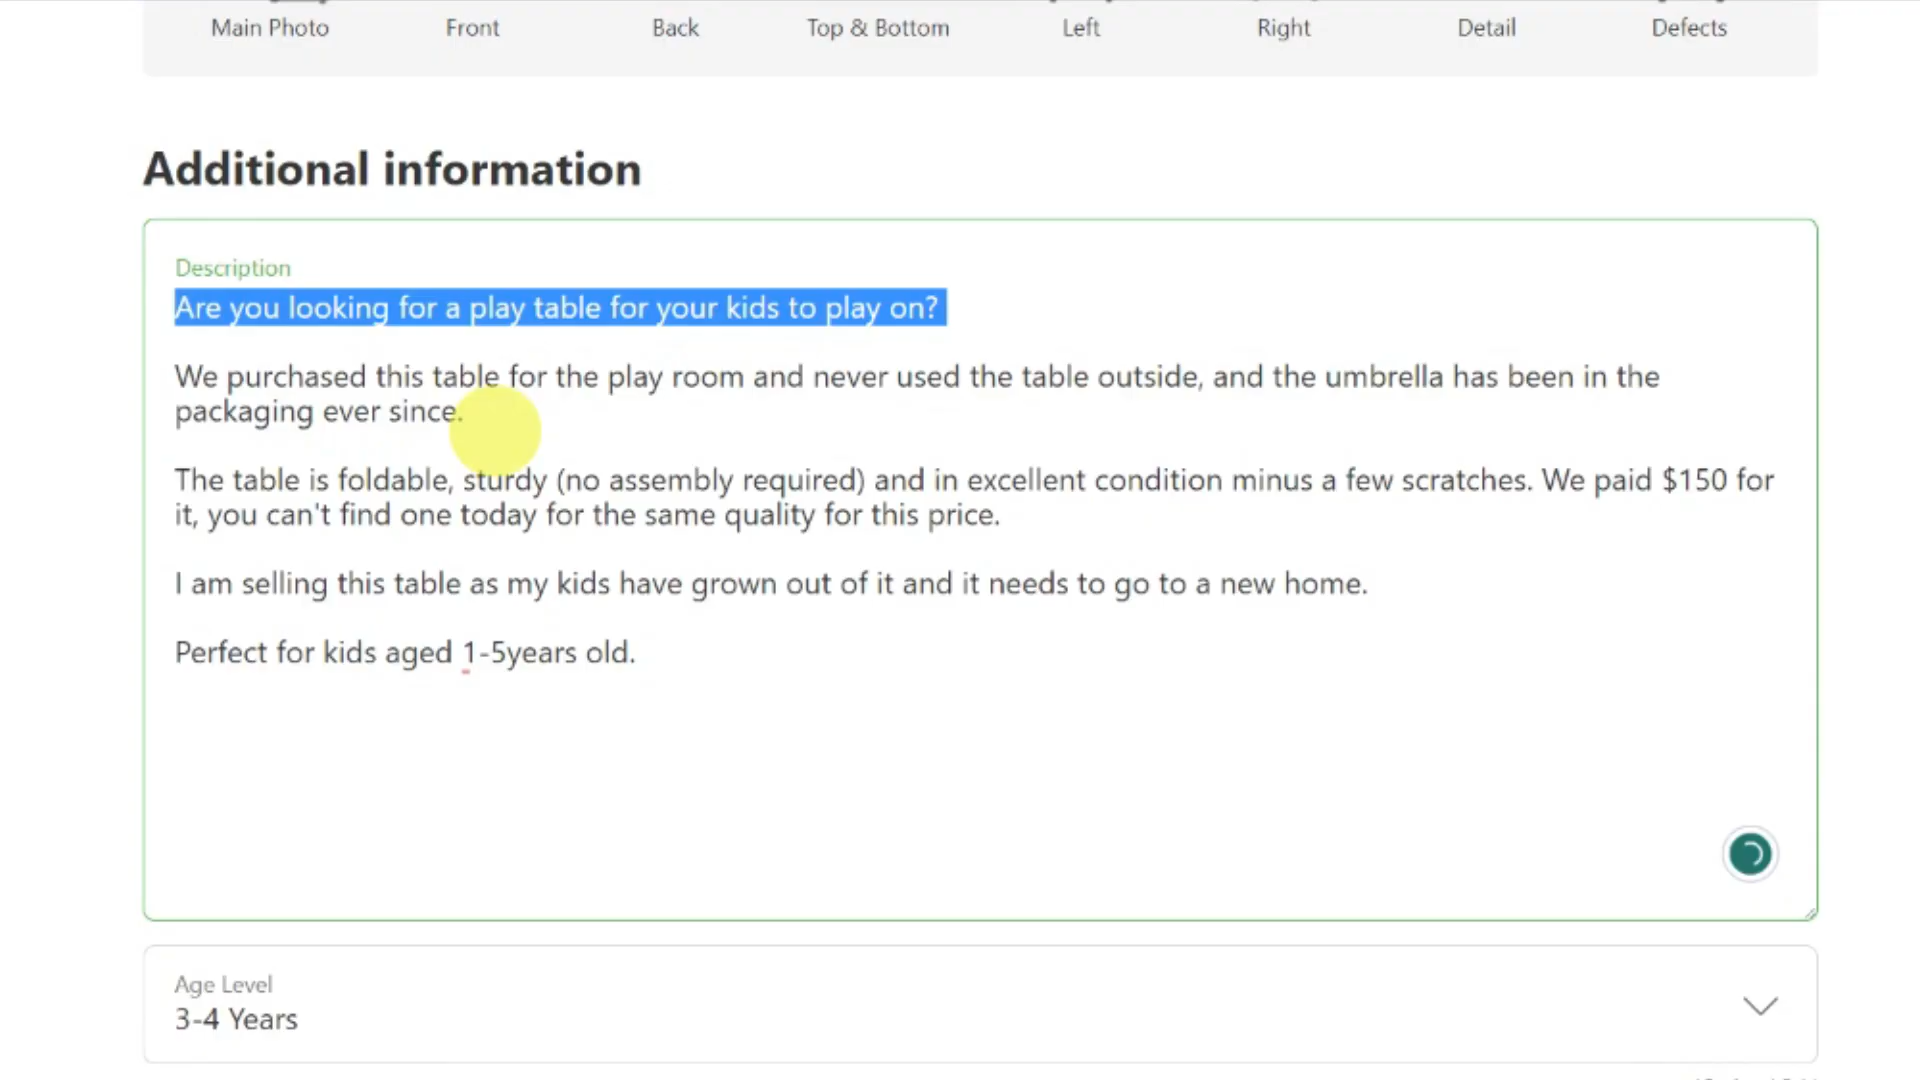 Main Photo Front Back Top & Bottom Left Right Detail Defects
Additional information
Description
Are you looking for a play table for your kids to play on?
We purchased this table for the play room and never used the table outside, and the umbrella has been in the
packaging ever since.
The table is foldable, sturdy (no assembly required) and in excellent condition minus a few scratches. We paid $150 for
it, you can't find one today for the same quality for this price.
I am selling this table as my kids have grown out of it and it needs to go to a new home.
Perfect for kids aged 1-5years old.
Age Level
3-4 Years